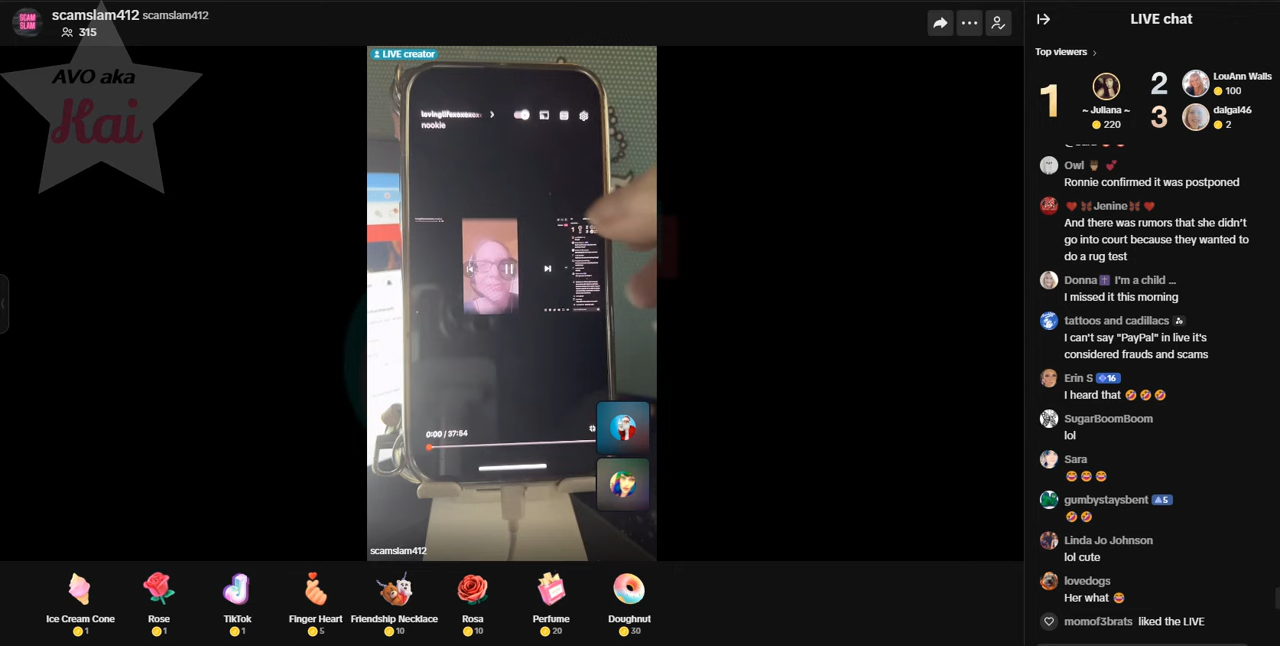 SCAM
SLAM
scamslam412 scamslam412
315
AVO aka
Kai
LIVE creator
nookie
0:00 / 37:54
scamslam412
Ice Cream Cone
1
Rose
1
TikTok
1
Finger Heart
5
Friendship Necklace
10
Rosa
10
Perfume
20
Doughnut
30
LIVE chat
Top viewers
1
~ Juliana ~
220
2
LouAnn Walls
100
3
dalgal46
2
Owl
Ronnie confirmed it was postponed
Jenine
And there was rumors that she didn't
go into court because they wanted to
do a rug test
Donna I'm a child ...
I missed it this morning
tattoos and cadillacs
I can't say "PayPal" in live it's
considered frauds and scams
Erin S 16
I heard that
SugarBoomBoom
lol
Sara
gumbystaysbent 5
Linda Jo Johnson
lol cute
lovedogs
Her what
momof3brats liked the LIVE